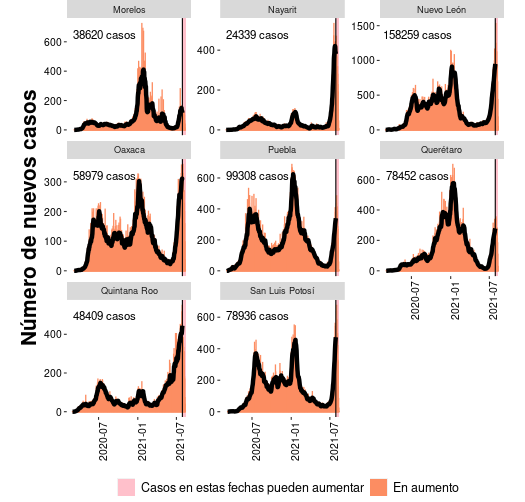 Número de nuevos casos
Morelos
Nayarit
Nuevo León
38620 casos
24339 casos
158259 casos
600
400
200
0
400
200
0
1500
1000
500
0
Oaxaca
Puebla
Querétaro
58979 casos
99308 casos
78452 casos
300
200
100
0
600
400
200
0
600
400
200
0
2020-07
2021-01
2021-07
Quintana Roo
San Luis Potosí
48409 casos
78936 casos
400
200
0
600
400
200
0
2020-07
2021-01
2021-07
2020-07
2021-01
2021-07
Casos en estas fechas pueden aumentar
En aumento